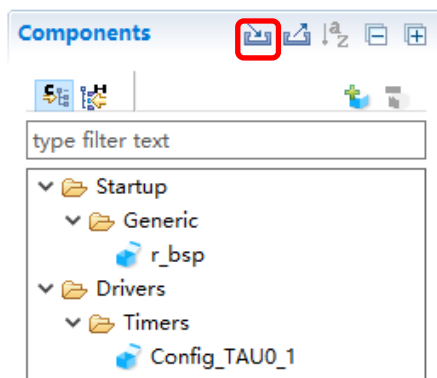 Components
type filter text
Startup
Generic
r_bsp
Drivers
Timers
Config_TAU0_1